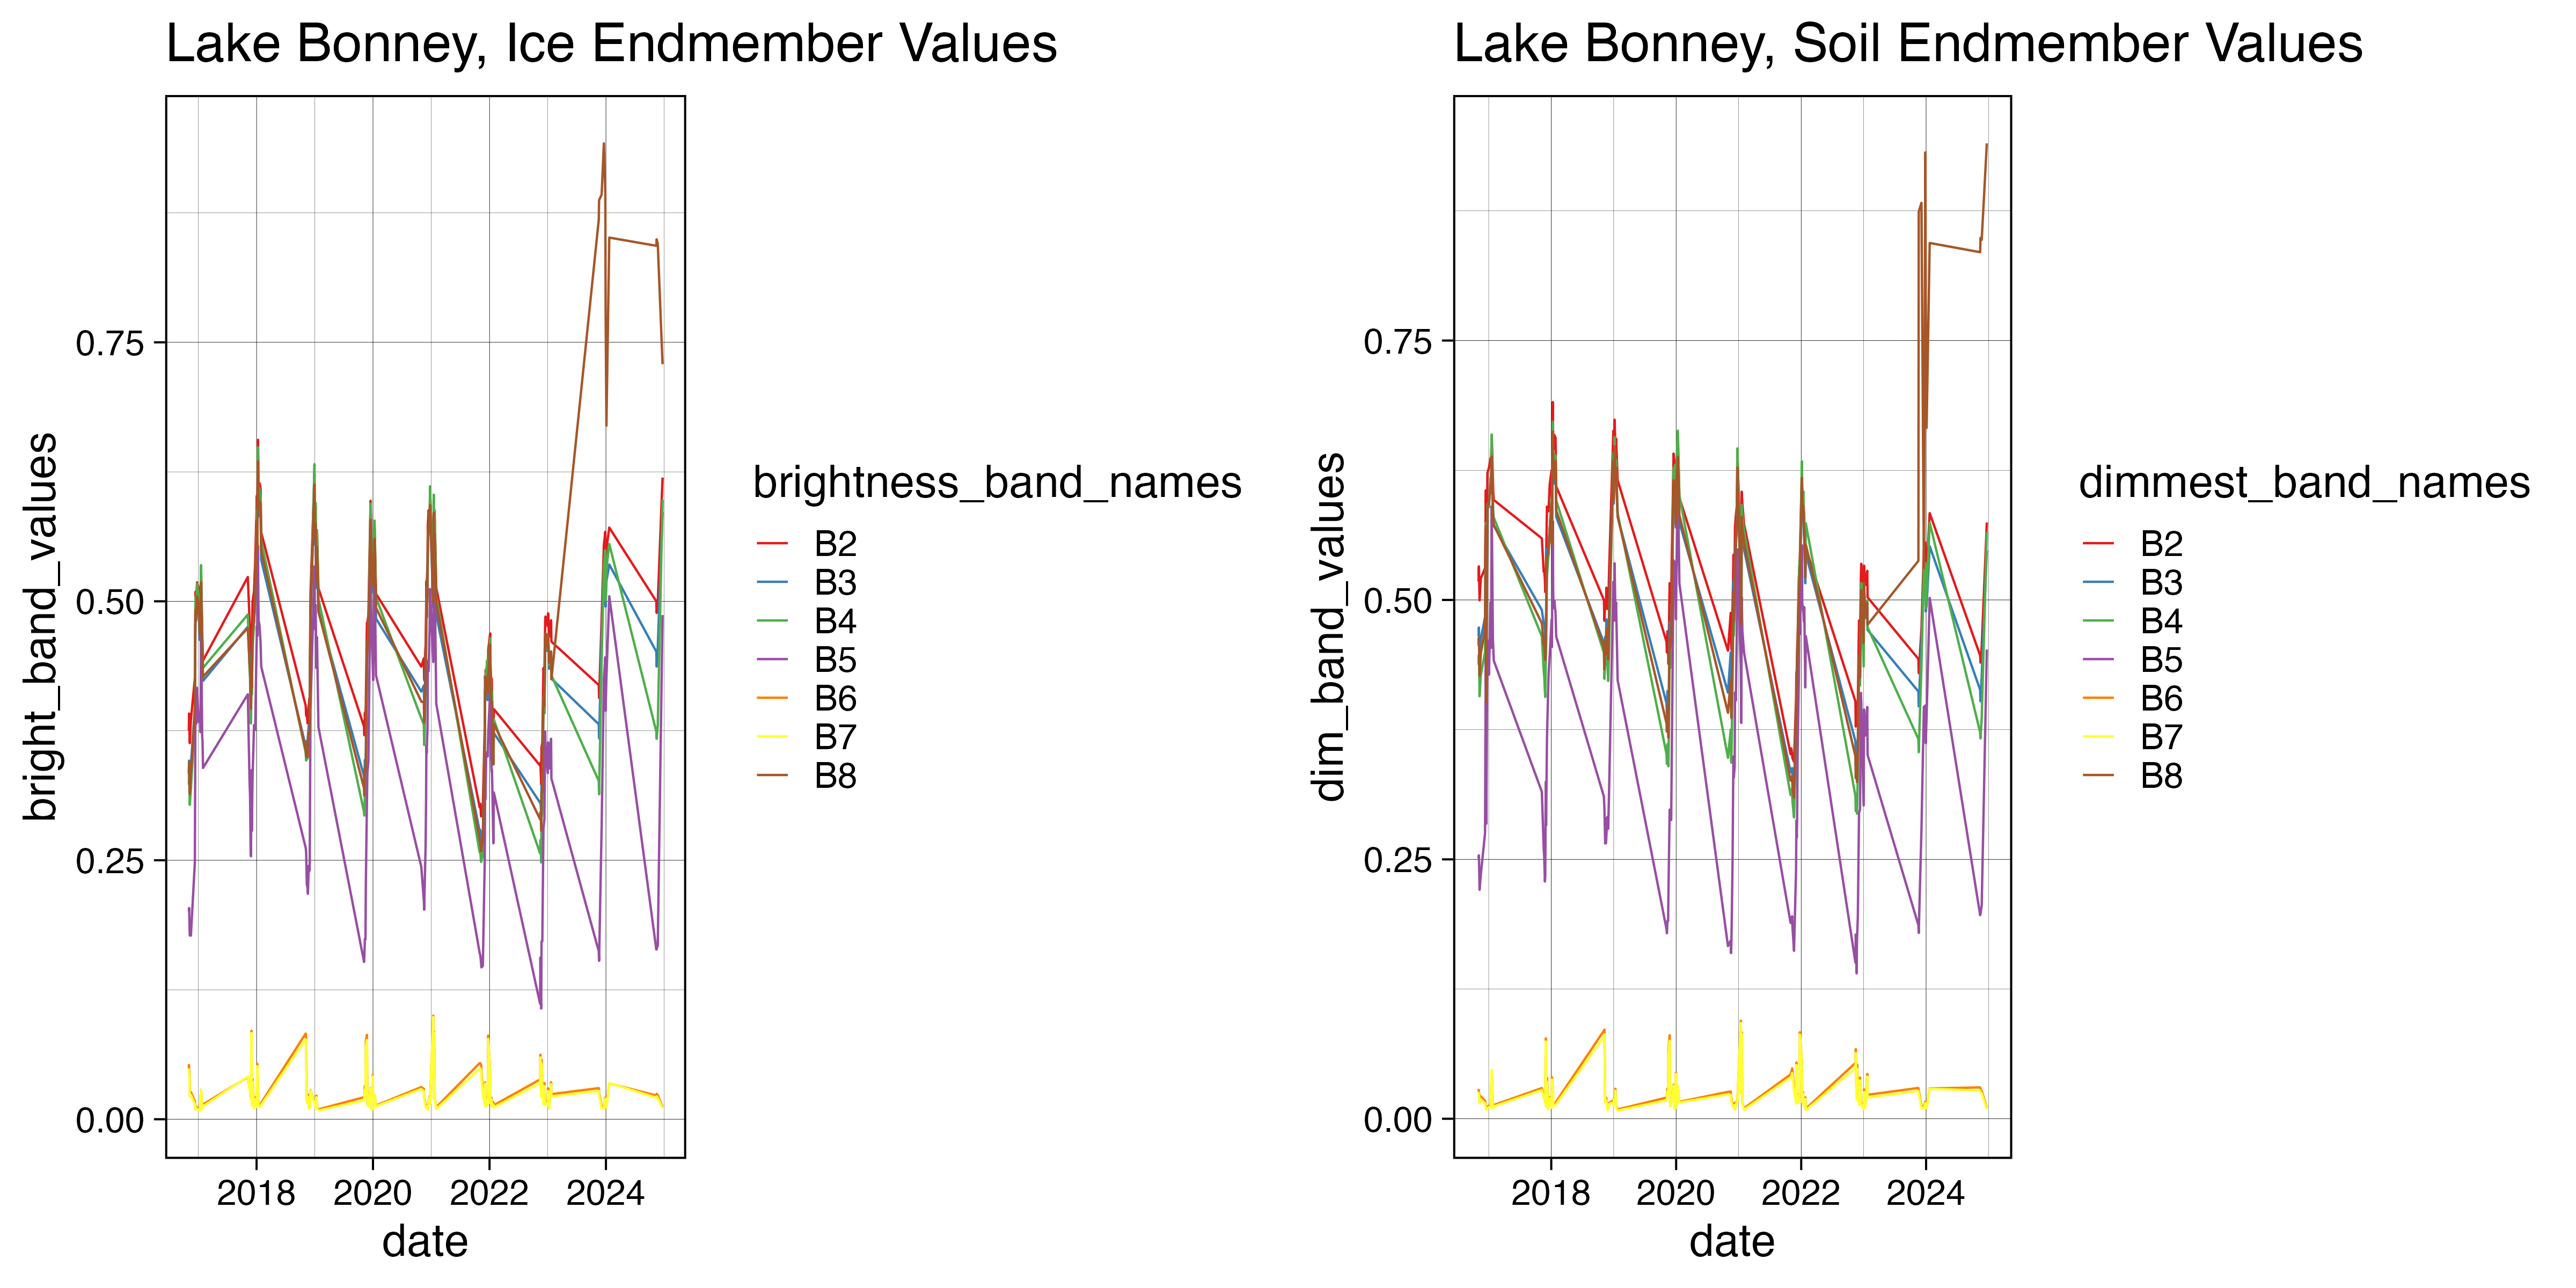 Lake Bonney, Ice Endmember Values
bright_band_values
0.75
0.50
0.25
0.00
2018 2020 2022 2024
date
brightness_band_names
B2
B3
B4
B5
B6
B7
B8
Lake Bonney, Soil Endmember Values
dim_band_values
0.75
0.50
0.25
0.00
2018 2020 2022 2024
date
dimmest_band_names
B2
B3
B4
B5
B6
B7
B8